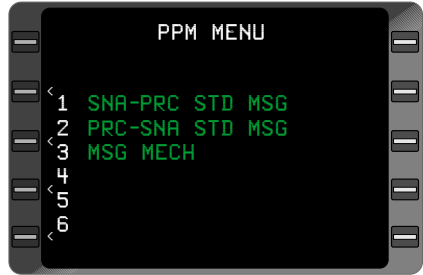 PPM MENU
<
1 SNA-PRC STD MSG
2 PRC-SNA STD MSG
<
3 MSG MECH
4
<
5
6
<